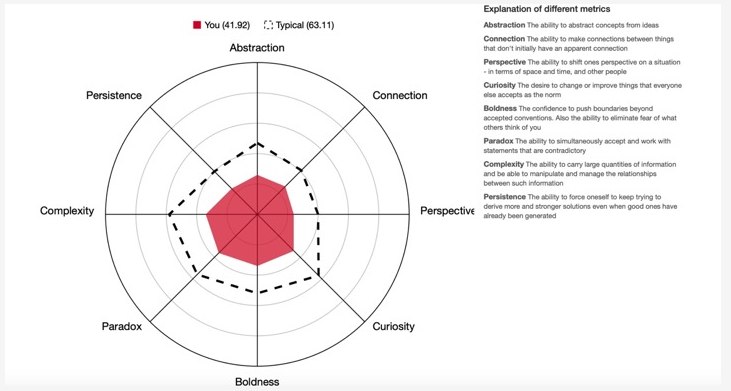 You (41.92) Typical (63.11)
Abstraction
Persistence
Connection
Complexity
Perspective
Paradox
Curiosity
Boldness
Explanation of different metrics
Abstraction The ability to abstract concepts from ideas
Connection The ability to make connections between things
that don't initially have an apparent connection
Perspective The ability to shift ones perspective on a situation
- in terms of space and time, and other people
Curiosity The desire to change or improve things that everyone
else accepts as the norm
Boldness The confidence to push boundaries beyond
accepted conventions. Also the ability to eliminate fear of what
others think of you
Paradox The ability to simultaneously accept and work with
statements that are contradictory
Complexity The ability to carry large quantities of information
and be able to manipulate and manage the relationships
between such information
Persistence The ability to force oneself to keep trying to
derive more and stronger solutions even when good ones have
already been generated